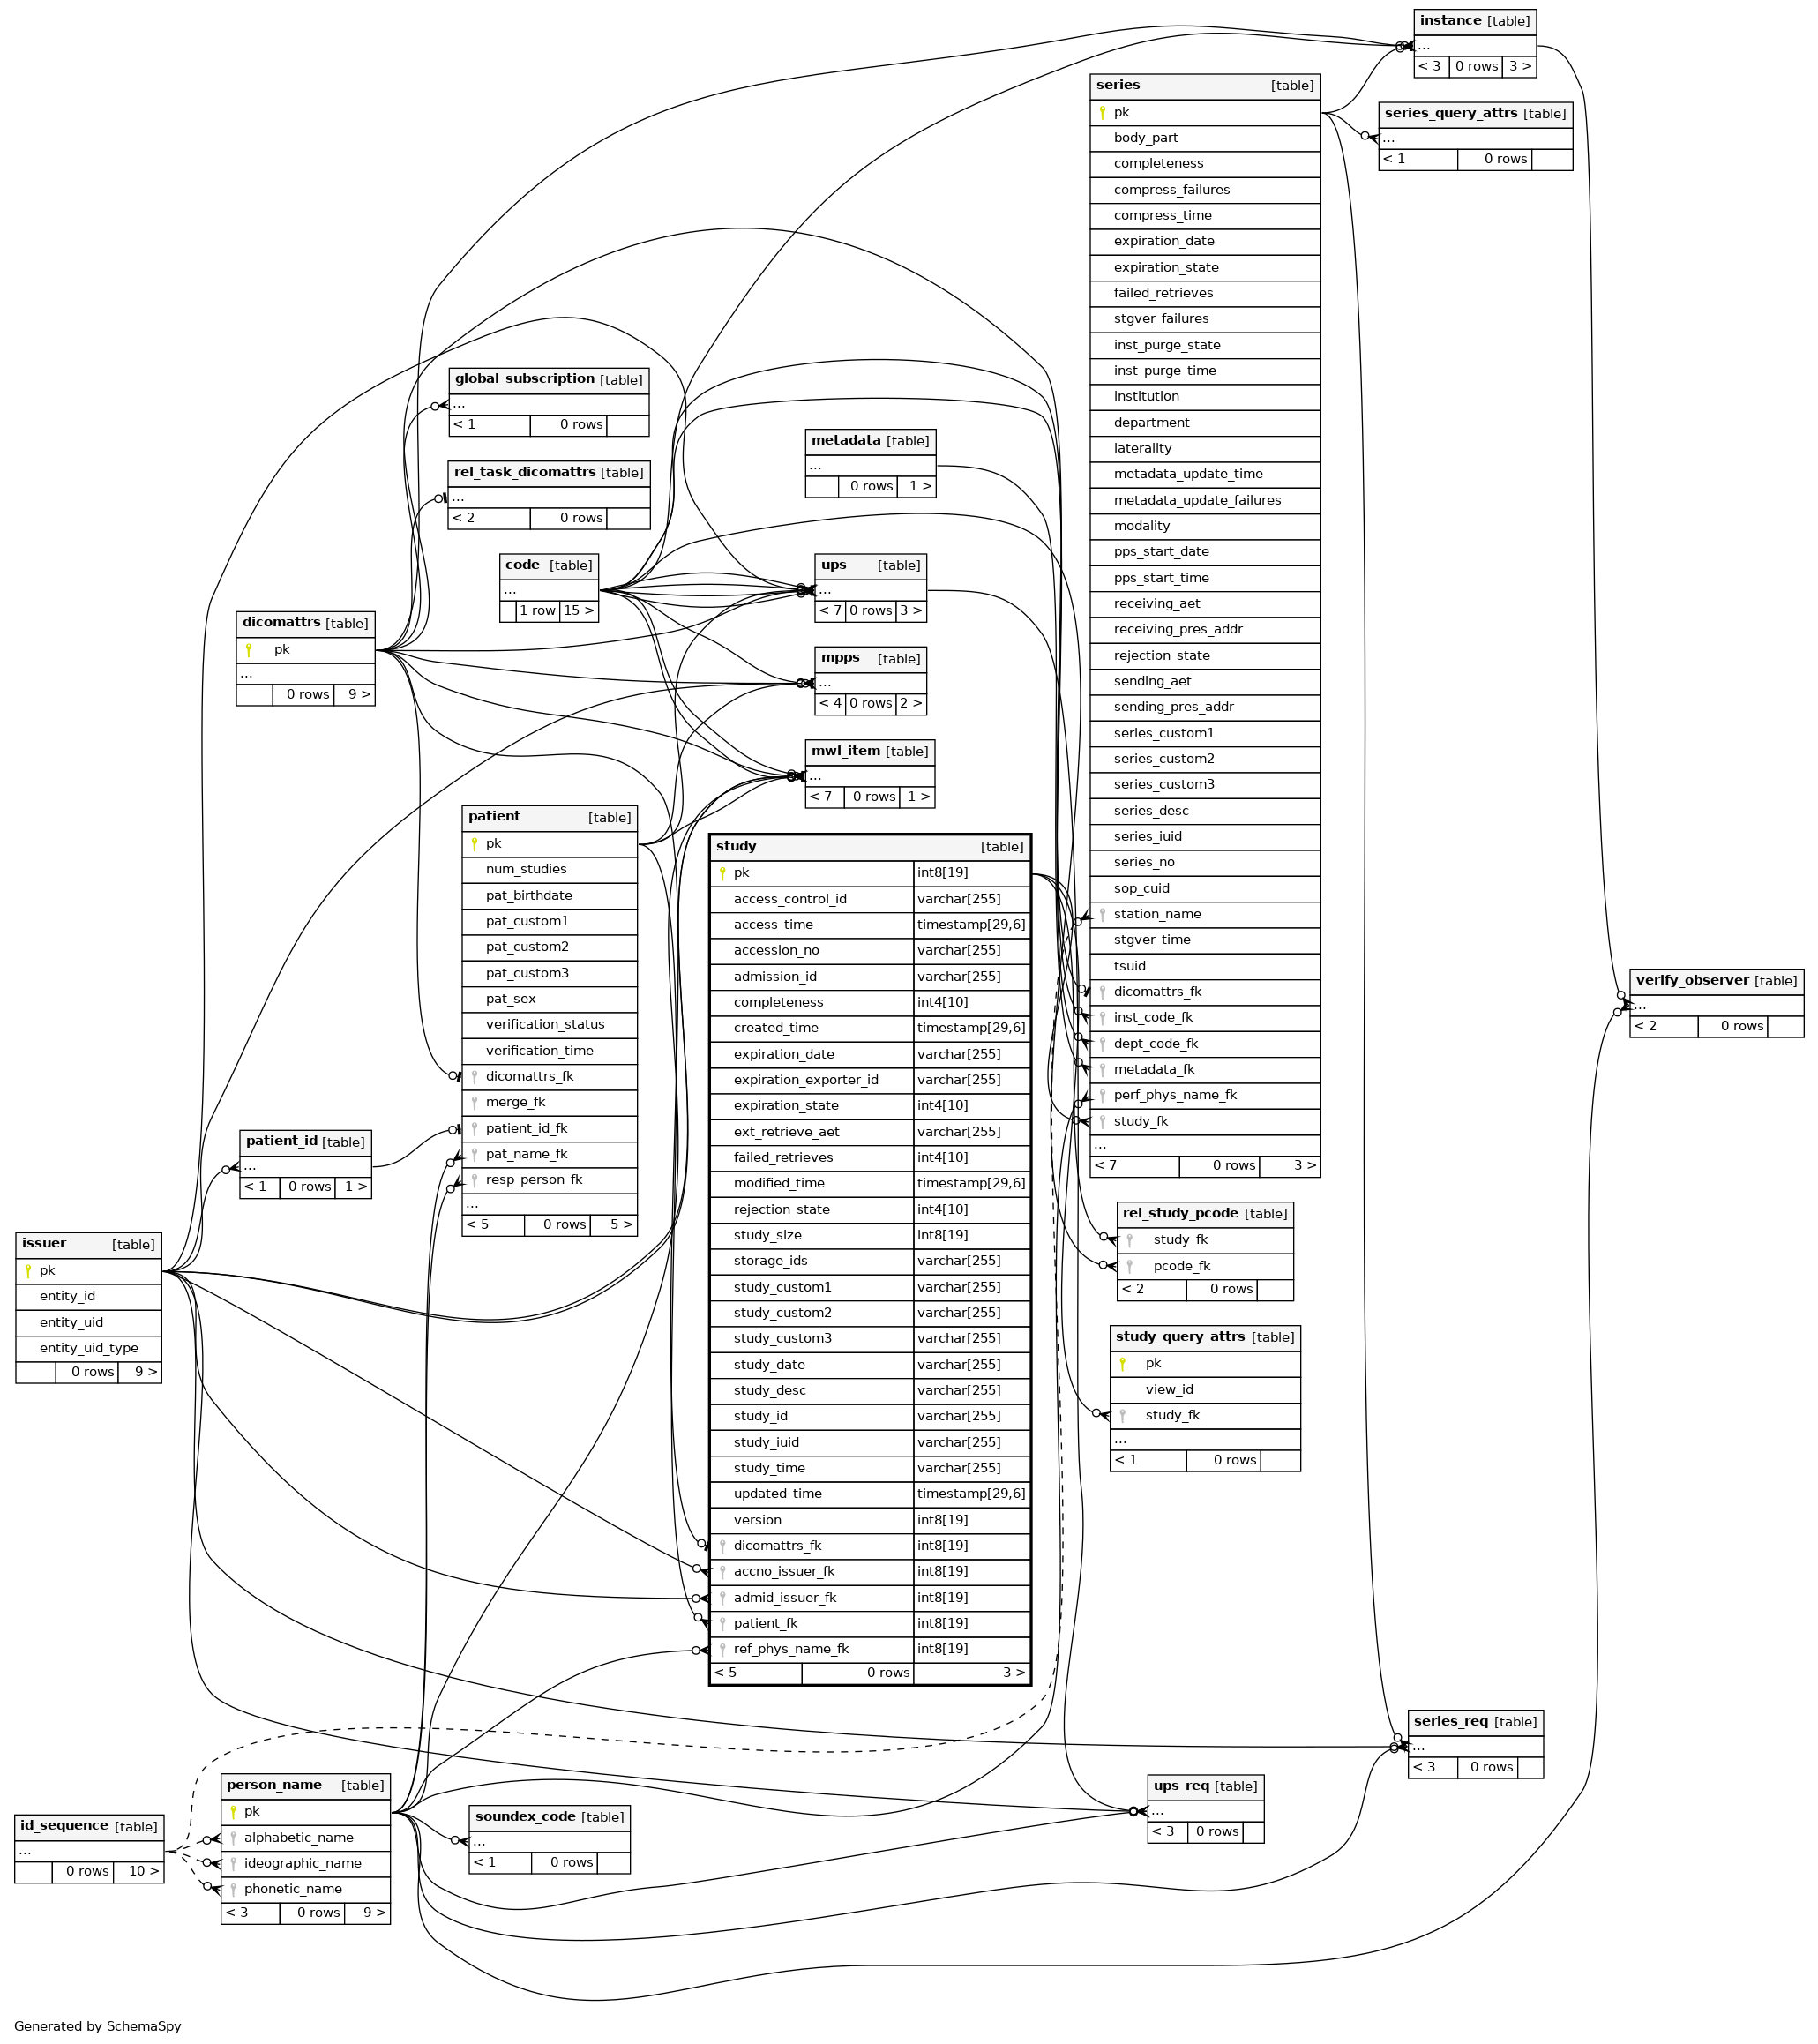 instance [table]
...
< 3 0 rows 3 >
series [table]
pk
body_part
completeness
compress_failures
compress_time
expiration_date
expiration_state
failed_retrieves
stgver_failures
inst_purge_state
inst_purge_time
institution
department
laterality
metadata_update_time
metadata_update_failures
modality
pps_start_date
pps_start_time
receiving_aet
receiving_pres_addr
rejection_state
sending_aet
sending_pres_addr
series_custom1
series_custom2
series_custom3
series_desc
series_iuid
series_no
sop_cuid
station_name
stgver_time
tsuid
dicomattrs_fk
inst_code_fk
dept_code_fk
metadata_fk
perf_phys_name_fk
study_fk
...
< 7 0 rows 3 >
series_query_attrs [table]
...
< 1 0 rows
global_subscription [table]
...
< 1 0 rows
rel_task_dicomattrs [table]
...
< 2 0 rows
metadata [table]
...
0 rows 1 >
code [table]
...
1 row 15 >
ups [table]
...
< 7 0 rows 3 >
dicomattrs [table]
pk
...
0 rows 9 >
mpps [table]
...
< 4 0 rows 2 >
mwl_item [table]
...
< 7 0 rows 1 >
patient [table]
pk
num_studies
pat_birthdate
pat_custom1
pat_custom2
pat_custom3
pat_sex
verification_status
verification_time
dicomattrs_fk
merge_fk
patient_id_fk
pat_name_fk
resp_person_fk
...
< 5 0 rows 5 >
study [table]
pk int8[19]
access_control_id varchar[255]
access_time timestamp[29,6]
accession_no varchar[255]
admission_id varchar[255]
completeness int4[10]
created_time timestamp[29,6]
expiration_date varchar[255]
expiration_exporter_id varchar[255]
expiration_state int4[10]
ext_retrieve_aet varchar[255]
failed_retrieves int4[10]
modified_time timestamp[29,6]
rejection_state int4[10]
study_size int8[19]
storage_ids varchar[255]
study_custom1 varchar[255]
study_custom2 varchar[255]
study_custom3 varchar[255]
study_date varchar[255]
study_desc varchar[255]
study_id varchar[255]
study_iuid varchar[255]
study_time varchar[255]
updated_time timestamp[29,6]
version int8[19]
dicomattrs_fk int8[19]
accno_issuer_fk int8[19]
admid_issuer_fk int8[19]
patient_fk int8[19]
ref_phys_name_fk int8[19]
< 5 0 rows 3 >
verify_observer [table]
...
< 2 0 rows
patient_id [table]
...
< 1 0 rows 1 >
issuer [table]
pk
entity_id
entity_uid
entity_uid_type
0 rows 9 >
rel_study_pcode [table]
study_fk
pcode_fk
< 2 0 rows
study_query_attrs [table]
pk
view_id
study_fk
...
< 1 0 rows
series_req [table]
...
< 3 0 rows
ups_req [table]
...
< 3 0 rows
person_name [table]
pk
alphabetic_name
ideographic_name
phonetic_name
< 3 0 rows 9 >
id_sequence [table]
...
0 rows 10 >
soundex_code [table]
...
< 1 0 rows
Generated by SchemaSpy